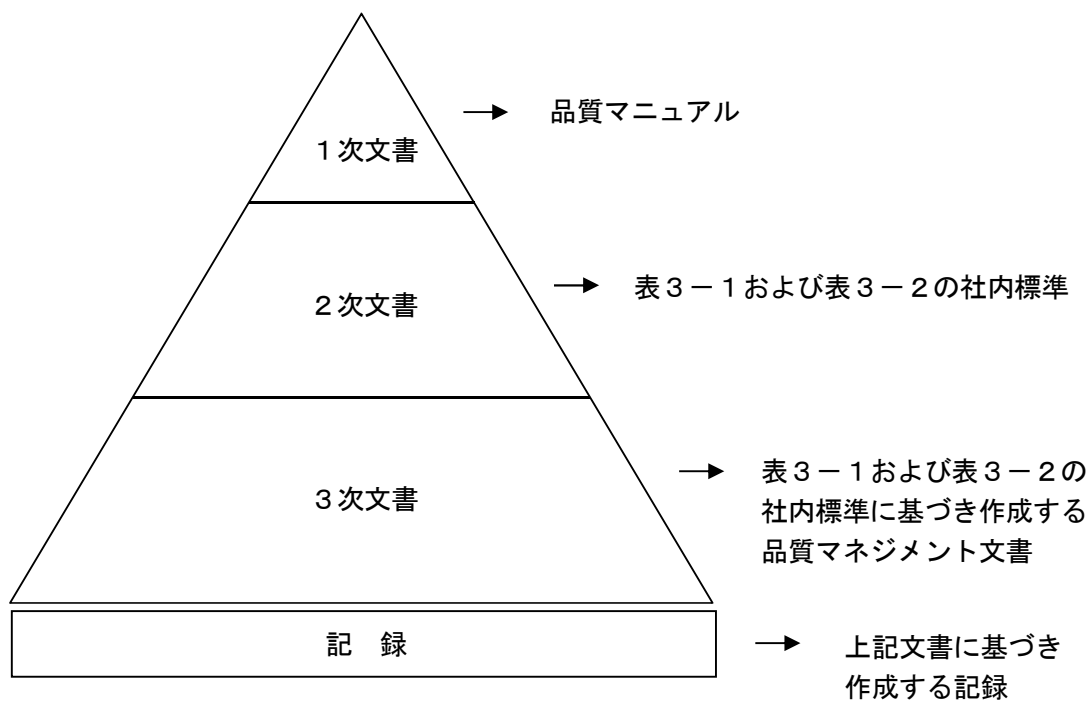 品質マニュアル
１次文書
表３－１および表３－２の社内標準
２次文書
表３－１および表３－２の
社内標準に基づき作成する
品質マネジメント文書
３次文書
記　録
上記文書に基づき
作成する記録